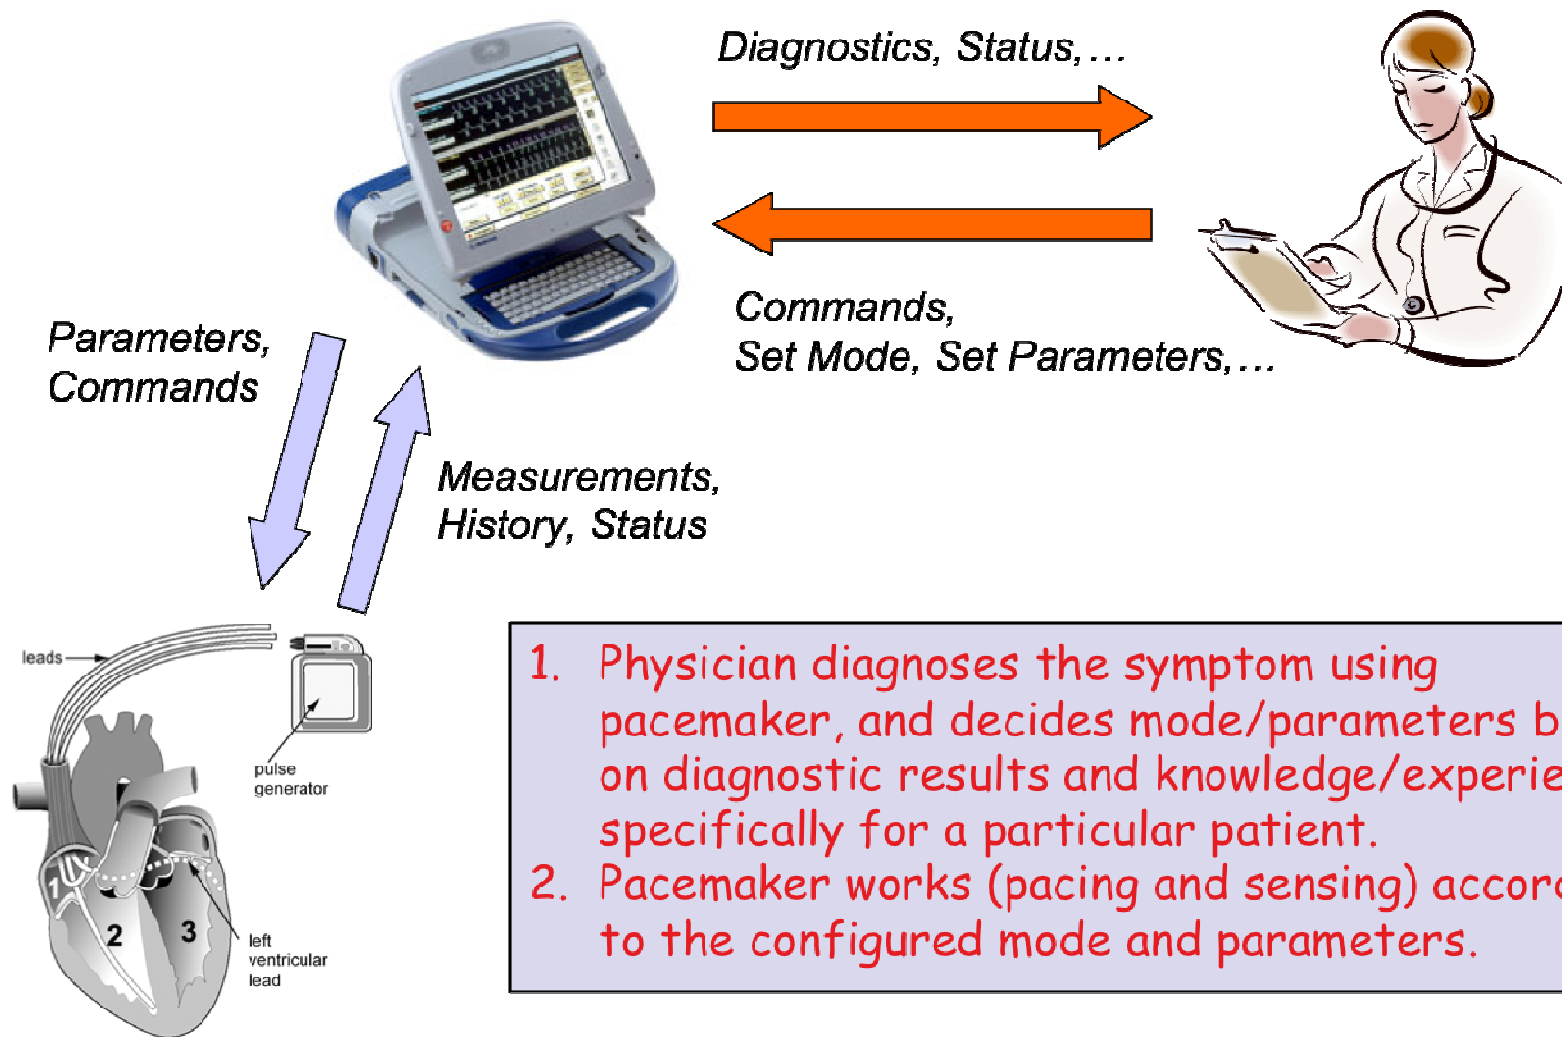 Diagnostics, Status,...
Commands,
Set Mode, Set Parameters,...
Parameters,
Commands
Measurements,
History, Status
leads
pulse
generator
1
2
3
left
ventricular
lead
1. Physician diagnoses the symptom using
pacemaker, and decides mode/parameters b
on diagnostic results and knowledge/experie
specifically for a particular patient.
2. Pacemaker works (pacing and sensing) accor
to the configured mode and parameters.